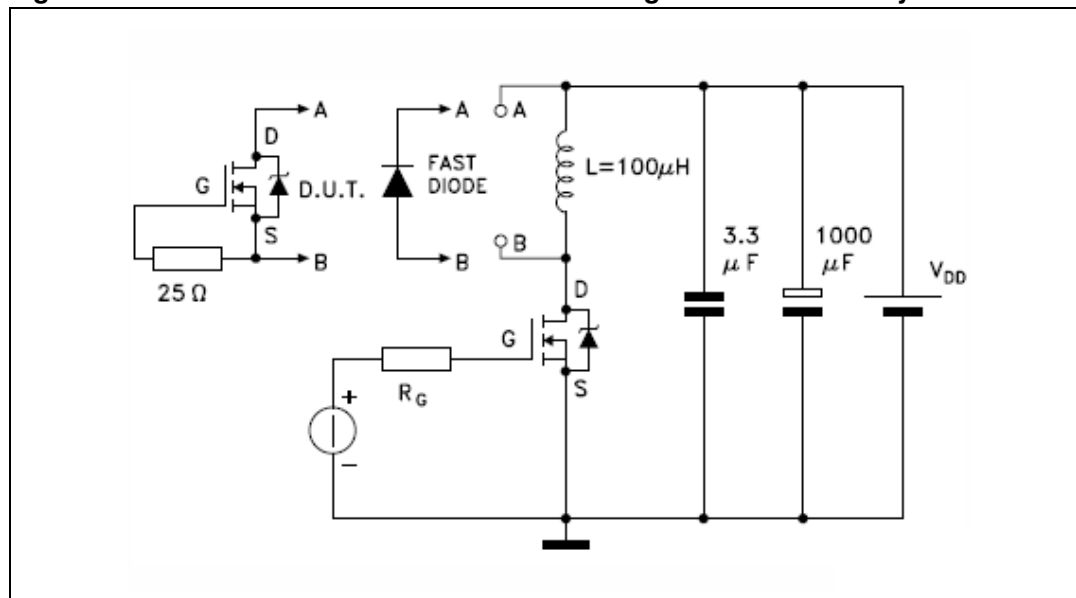 A
D
G
D.U.T.
S
B
25 Ω
A
FAST
DIODE
B
A
L=100μH
B
D
G
S
R_G
+
−
3.3
μF
1000
μF
V_DD